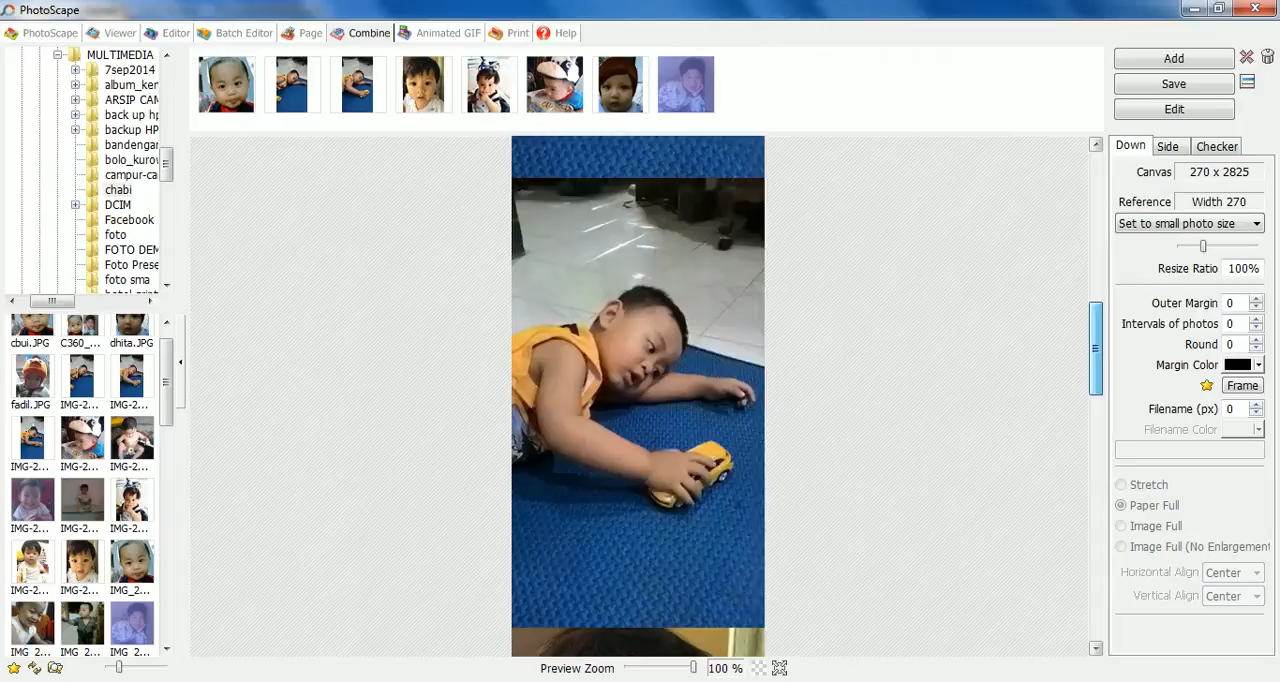 PhotoScape
PhotoScape Viewer Editor Batch Editor Page Combine Animated GIF Print Help
MULTIMEDIA
7sep2014
album_ker
ARSIP CAM
back up hp
backup HP
bandengan
bolo_kurow
campur-ca
chabi
DCIM
Facebook
foto
FOTO DEM
Foto Prese
foto sma
cbui.JPG C360_... dhita.JPG
fadil.JPG IMG-2... IMG-2...
IMG-2... IMG-2... IMG-2...
IMG-2... IMG-2... IMG-2...
IMG-2... IMG-2... IMG_2...
IMG_2... IMG_2... IMG_2...
Preview Zoom 100 %
Add
Save
Edit
Down Side Checker
Canvas 270 x 2825
Reference Width 270
Set to small photo size
Resize Ratio 100%
Outer Margin 0
Intervals of photos 0
Round 0
Margin Color
Frame
Filename (px) 0
Filename Color
Stretch
Paper Full
Image Full
Image Full (No Enlargement
Horizontal Align Center
Vertical Align Center